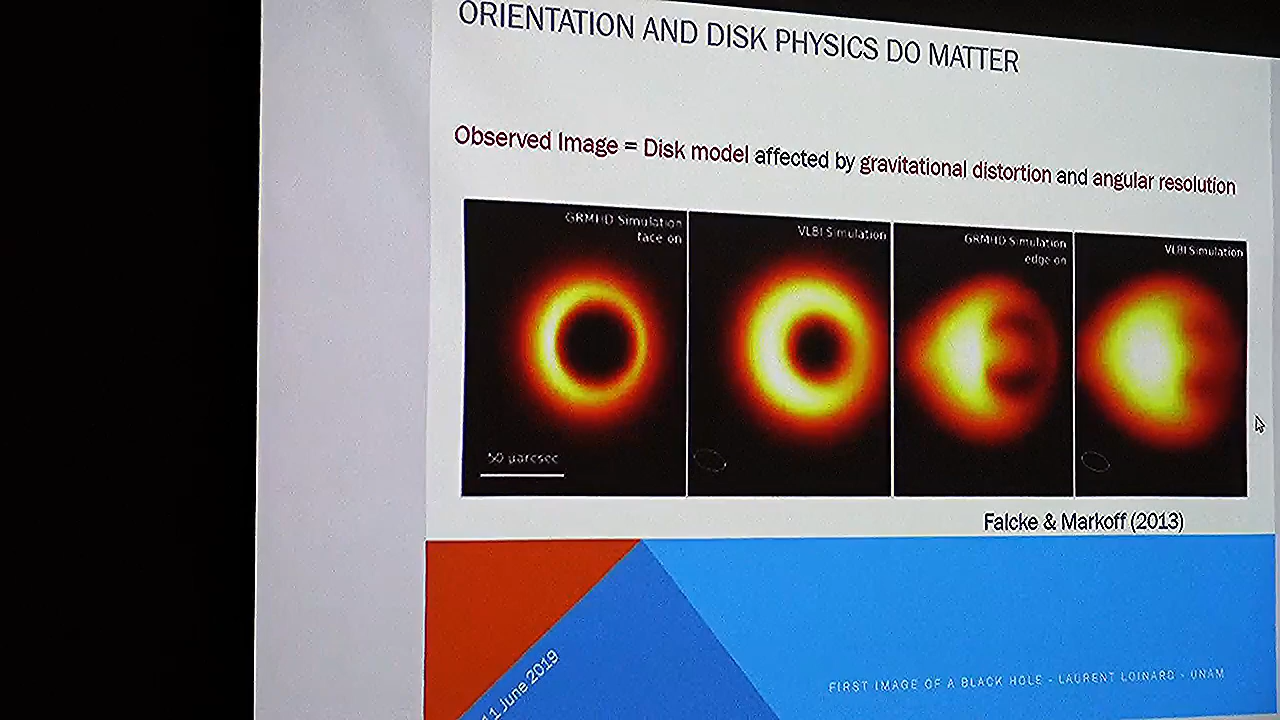 ORIENTATION AND DISK PHYSICS DO MATTER
Observed Image = Disk model affected by gravitational distortion and angular resolution
GRMHD Simulation
face on
VLBI Simulation
GRMHD Simulation
edge on
VLBI Simulation
50 μarcsec
Falcke & Markoff (2013)
11 June 2019
FIRST IMAGE OF A BLACK HOLE - LAURENT LOINARD - UNAM